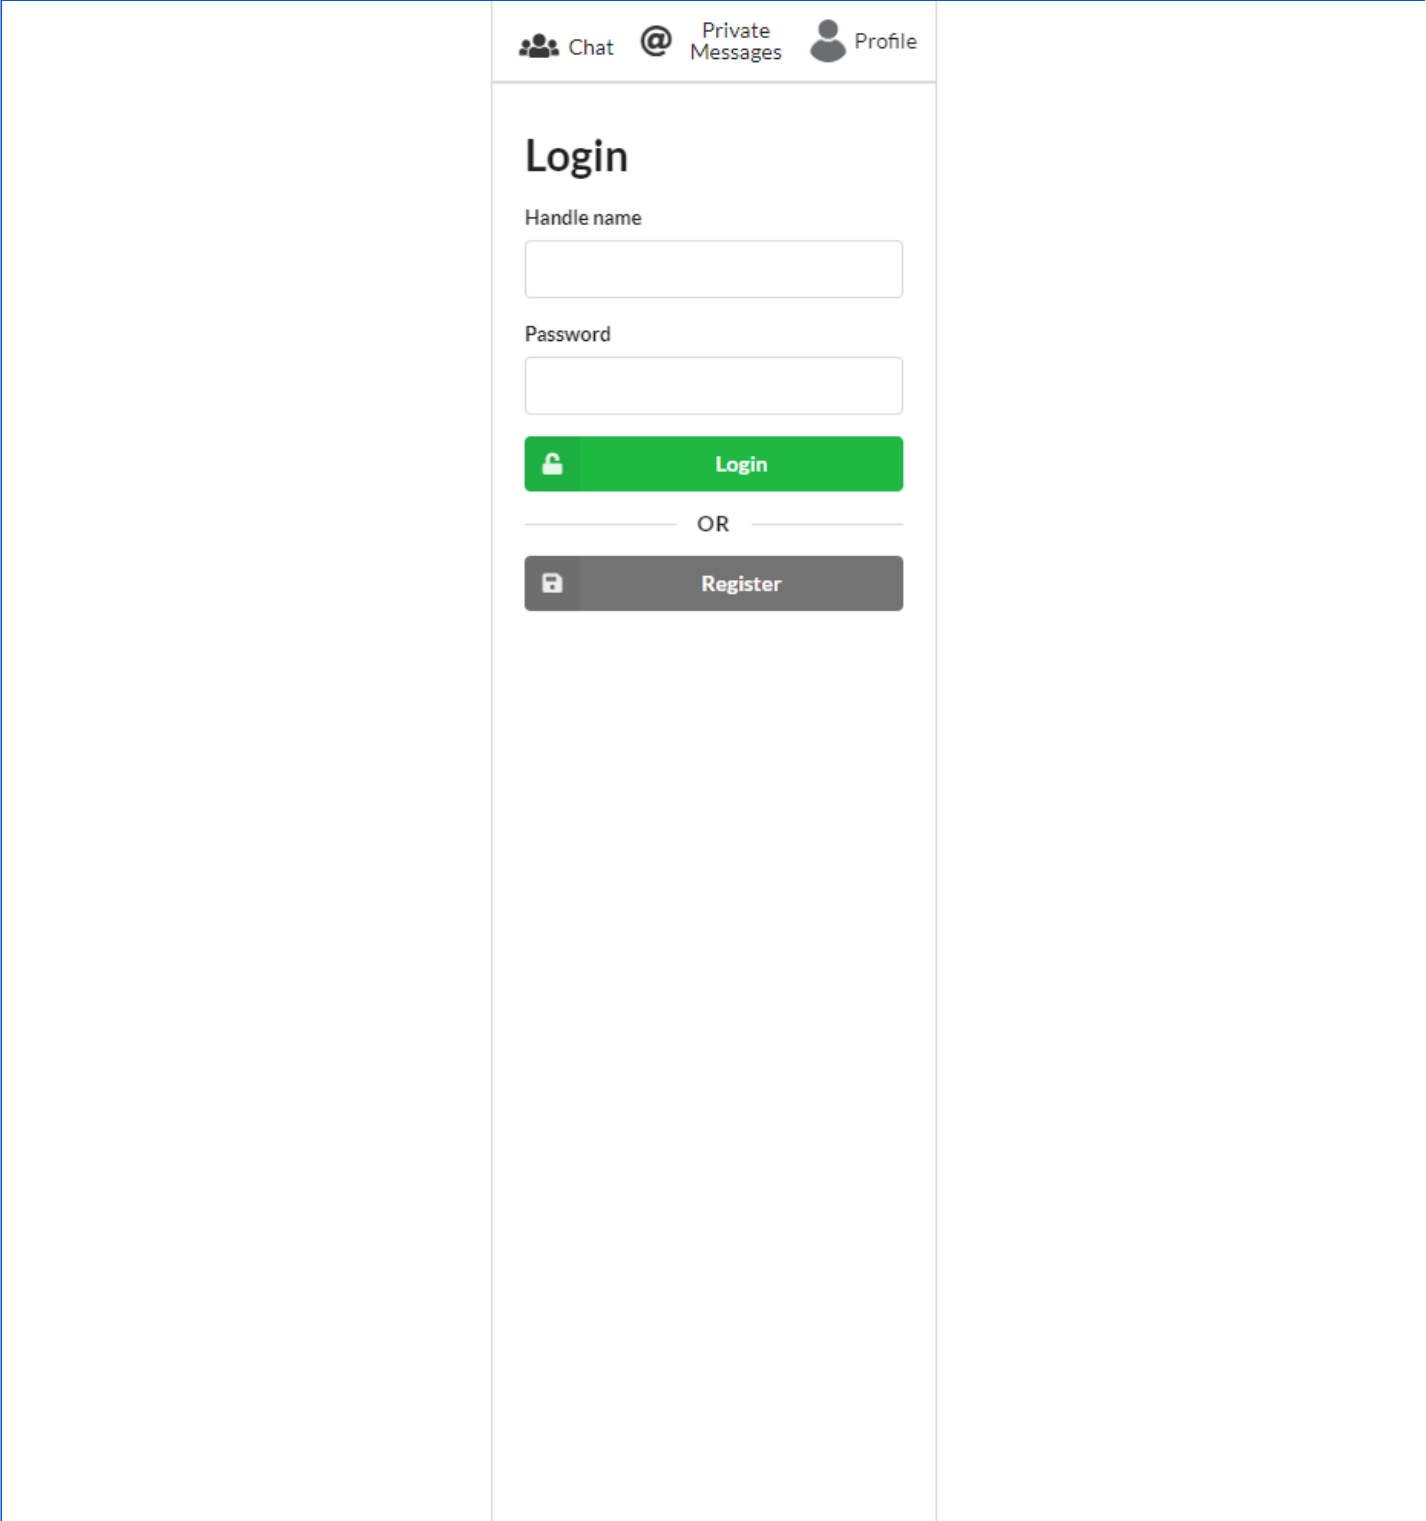 Chat
@ Private
Messages
Profile
Login
Handle name
Password
Login
OR
Register